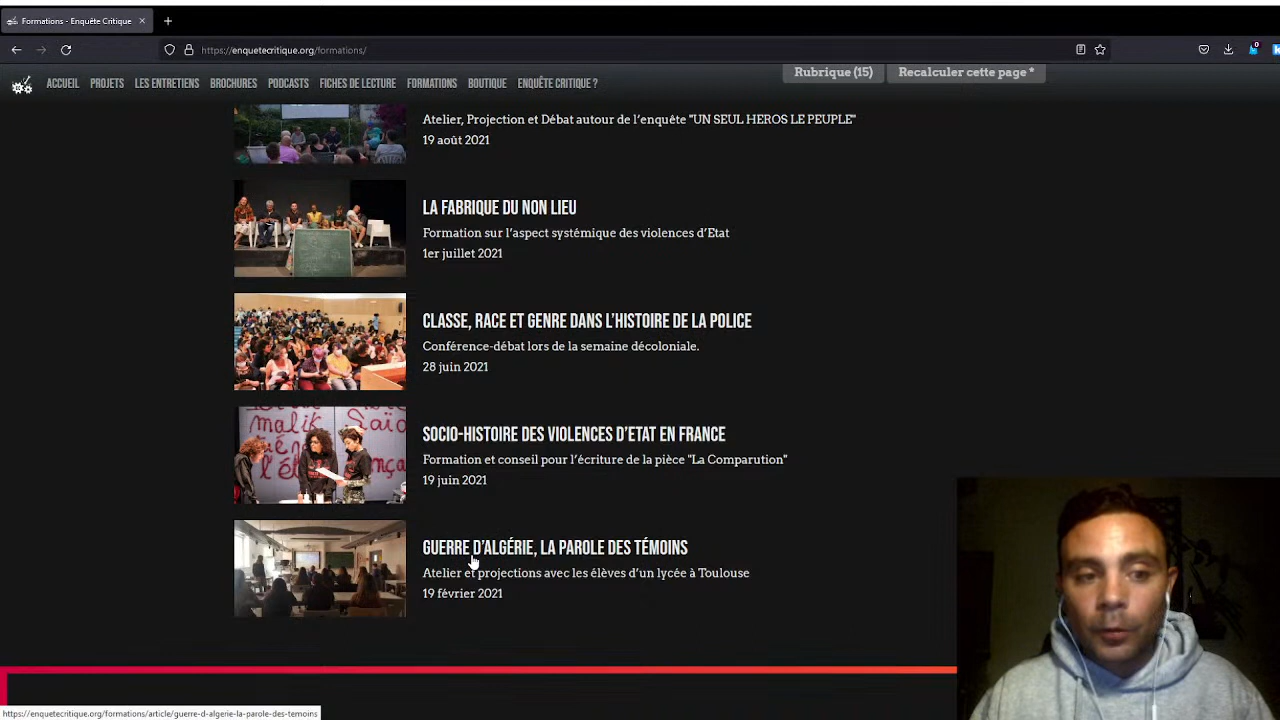 Formations - Enquête Critique
https://enquetecritique.org/formations/
ACCUEIL
PROJETS
LES ENTRETIENS
BROCHURES
PODCASTS
FICHES DE LECTURE
FORMATIONS
BOUTIQUE
ENQUÊTE CRITIQUE ?
Rubrique (15)
Recalculer cette page *
Atelier, Projection et Débat autour de l'enquête "UN SEUL HEROS LE PEUPLE"
19 août 2021
LA FABRIQUE DU NON LIEU
Formation sur l'aspect systémique des violences d'Etat
1er juillet 2021
CLASSE, RACE ET GENRE DANS L'HISTOIRE DE LA POLICE
Conférence-débat lors de la semaine décoloniale.
28 juin 2021
malik Saïd
SOCIO-HISTOIRE DES VIOLENCES D'ETAT EN FRANCE
Formation et conseil pour l'écriture de la pièce "La Comparution"
19 juin 2021
GUERRE D'ALGÉRIE, LA PAROLE DES TÉMOINS
Atelier et projections avec les élèves d'un lycée à Toulouse
19 février 2021
https://enquetecritique.org/formations/article/guerre-d-algerie-la-parole-des-temoins